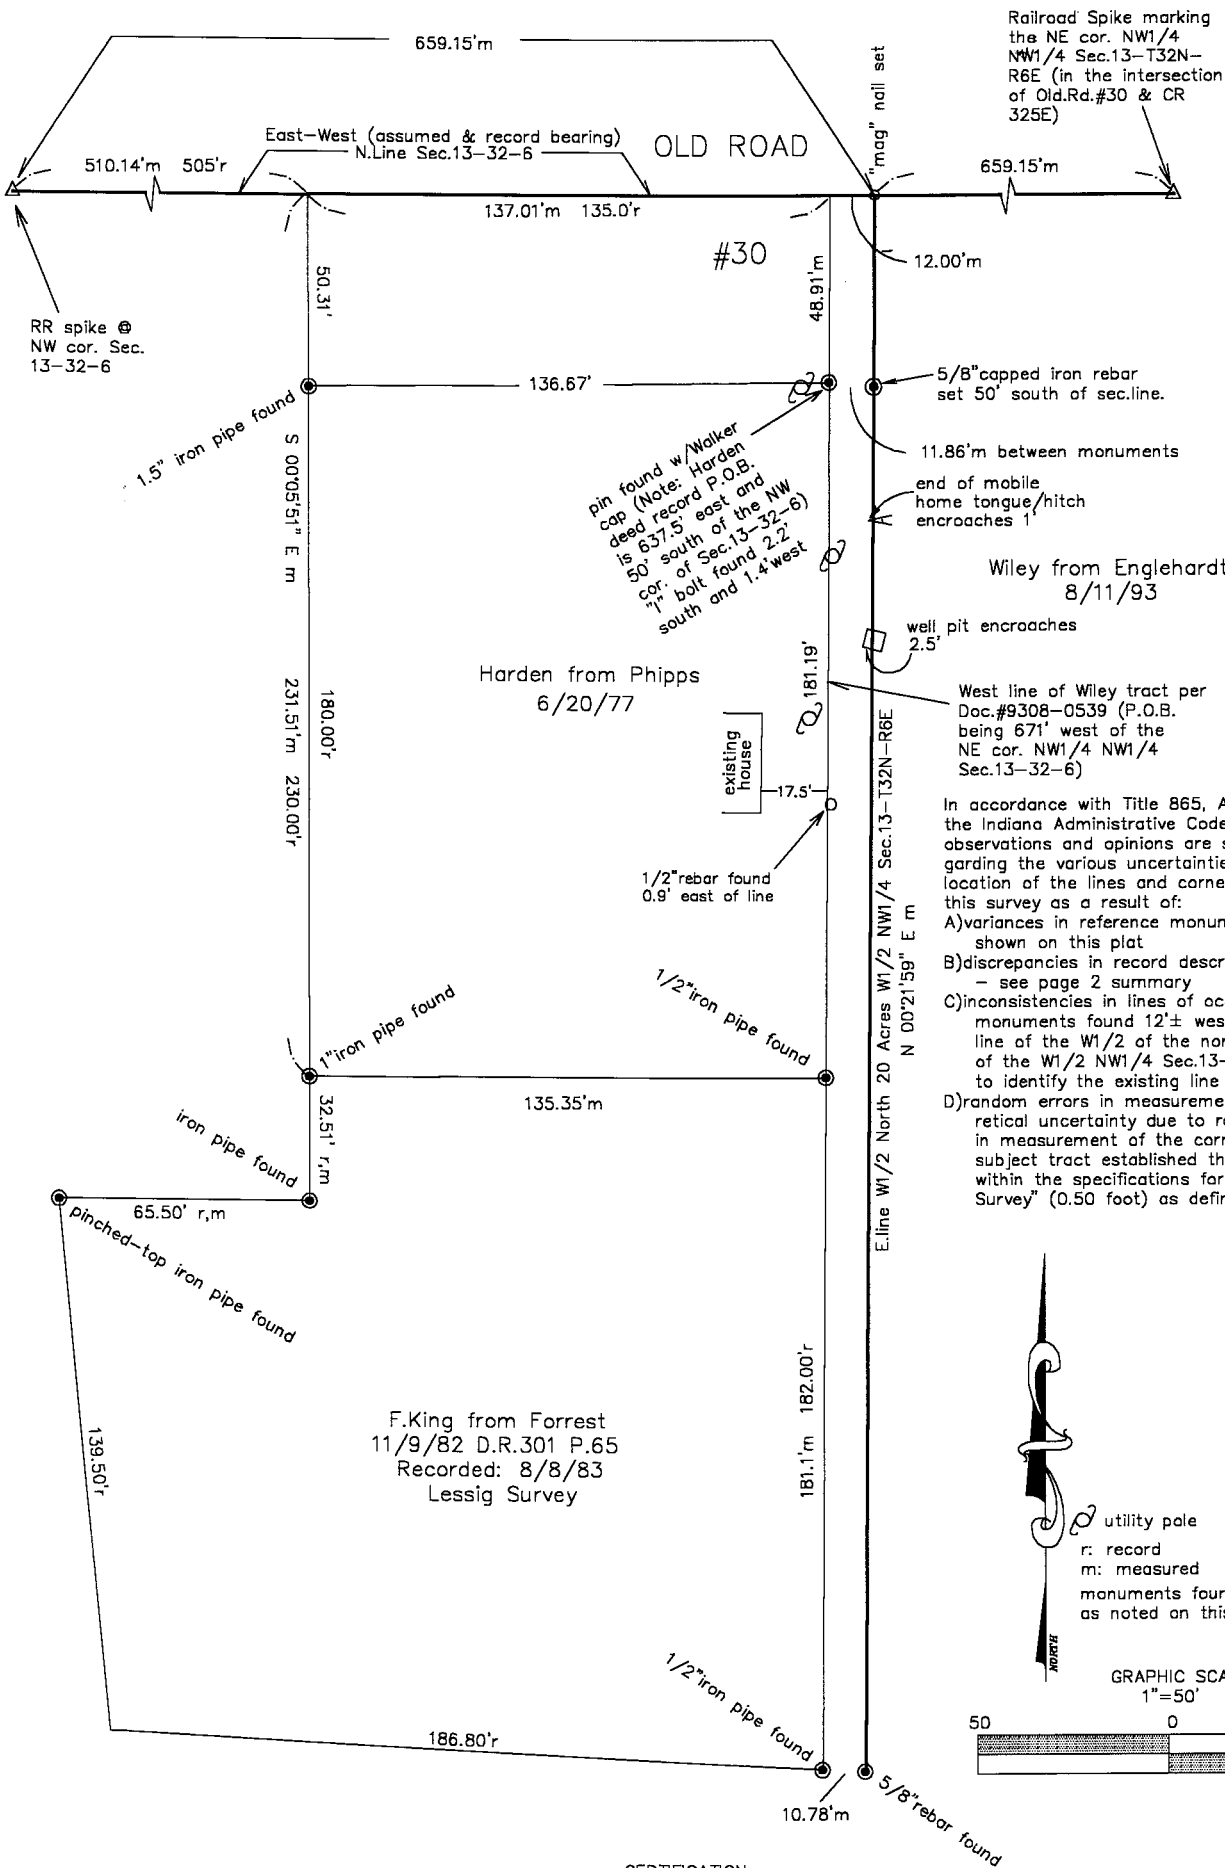 659.15'm
"mag" nail set
Railroad Spike marking
the NE cor. NW1/4
NW1/4 Sec.13-T32N-
R6E (in the intersection
of Old.Rd.#30 & CR
325E)
East-West (assumed & record bearing)
N.Line Sec.13-32-6
OLD ROAD
510.14'm 505'r
659.15'm
137.01'm 135.0'r
#30
12.00'm
50.31'
48.91'm
RR spike @
NW cor. Sec.
13-32-6
136.67'
5/8"capped iron rebar
set 50' south of sec.line.
1.5" iron pipe found
S 00°05'51" E m
pin found w/Walker
cap (Note: Harden
deed record P.O.B.
is 637.5' east and
50' south of the NW
cor. of Sec.13-32-6)
"1" bolt found 2.2'
south and 1.4'west
11.86'm between monuments
end of mobile
home tongue/hitch
encroaches 1'
Wiley from Englehardt
8/11/93
well pit encroaches
2.5'
Harden from Phipps
6/20/77
181.19'
231.51'm 230.00'r
180.00'r
West line of Wiley tract per
Doc.#9308-0539 (P.O.B.
being 671' west of the
NE cor. NW1/4 NW1/4
Sec.13-32-6)
existing
house
17.5'
1/2"rebar found
0.9' east of line
E.line W1/2 North 20 Acres W1/2 NW1/4 Sec.13-T32N-R6E
N 00°21'59" E m
In accordance with Title 865, A
the Indiana Administrative Code
observations and opinions are s
garding the various uncertaintie
location of the lines and corne
this survey as a result of:
A)variances in reference monum
shown on this plat
B)discrepancies in record descr
- see page 2 summary
C)inconsistencies in lines of oc
monuments found 12'± wes
line of the W1/2 of the nor
of the W1/2 NW1/4 Sec.13-
to identify the existing line
D)random errors in measureme
retical uncertainty due to r
in measurement of the corn
subject tract established th
within the specifications for
Survey" (0.50 foot) as defin
1"iron pipe found
1/2"iron pipe found
135.35'm
iron pipe found
32.51' r,m
65.50' r,m
pinched-top iron pipe found
139.50'r
F.King from Forrest
11/9/82 D.R.301 P.65
Recorded: 8/8/83
Lessig Survey
181.1'm 182.00'r
utility pole
r: record
m: measured
monuments four
as noted on this
NORTH
GRAPHIC SCA
1"=50'
50 0
1/2"iron pipe found
186.80'r
10.78'm
5/8"rebar found